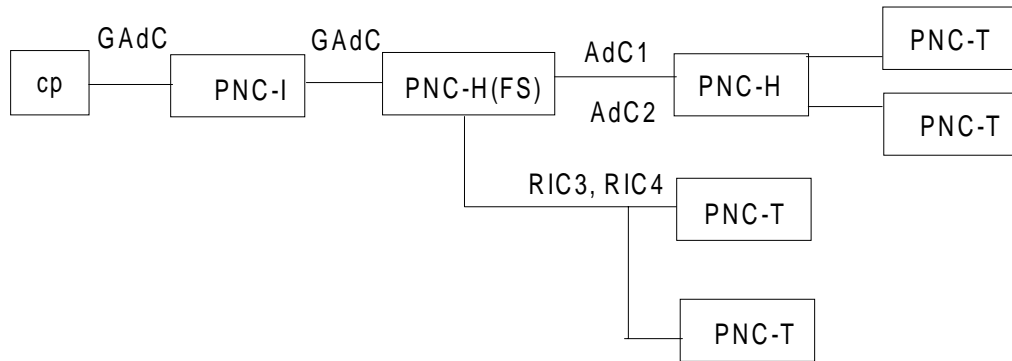 GAdC
GAdC
AdC1
PNC-T
cp
PNC-I
PNC-H(FS)
PNC-H
AdC2
PNC-T
RIC3, RIC4
PNC-T
PNC-T